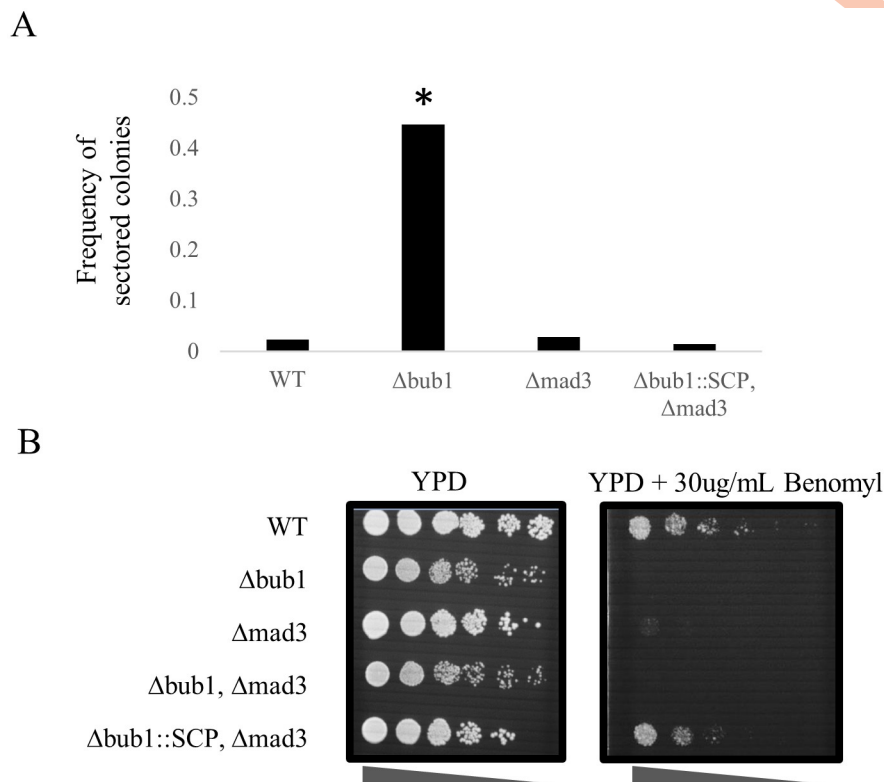 A
Frequency of
sectored colonies
0.5
0.4
0.3
0.2
0.1
0
*
WT
Δbub1
Δmad3
Δbub1::SCP,
Δmad3
B
YPD
YPD + 30ug/mL Benomyl
WT
Δbub1
Δmad3
Δbub1, Δmad3
Δbub1::SCP, Δmad3